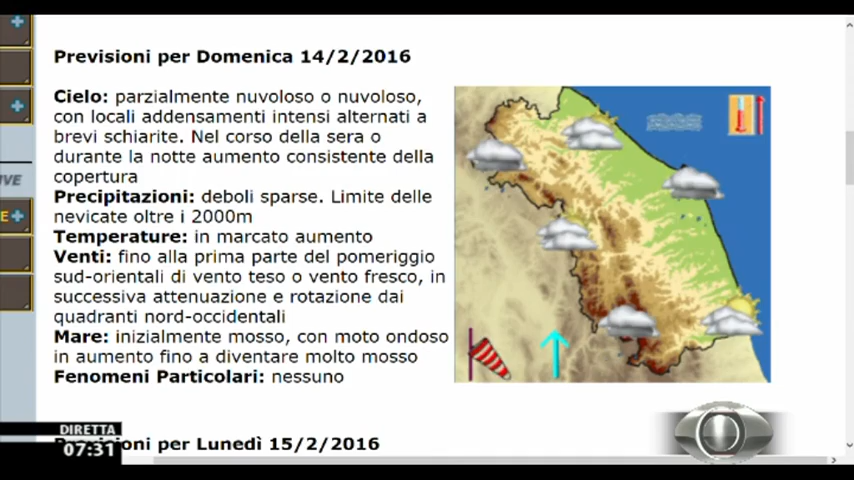 Previsioni per Domenica 14/2/2016
Cielo: parzialmente nuvoloso o nuvoloso,
con locali addensamenti intensi alternati a
brevi schiarite. Nel corso della sera o
durante la notte aumento consistente della
copertura
Precipitazioni: deboli sparse. Limite delle
nevicate oltre i 2000m
Temperature: in marcato aumento
Venti: fino alla prima parte del pomeriggio
sud-orientali di vento teso o vento fresco, in
successiva attenuazione e rotazione dai
quadranti nord-occidentali
Mare: inizialmente mosso, con moto ondoso
in aumento fino a diventare molto mosso
Fenomeni Particolari: nessuno
IVE
E
DIRETTA
07:31
oni per Lunedì 15/2/2016